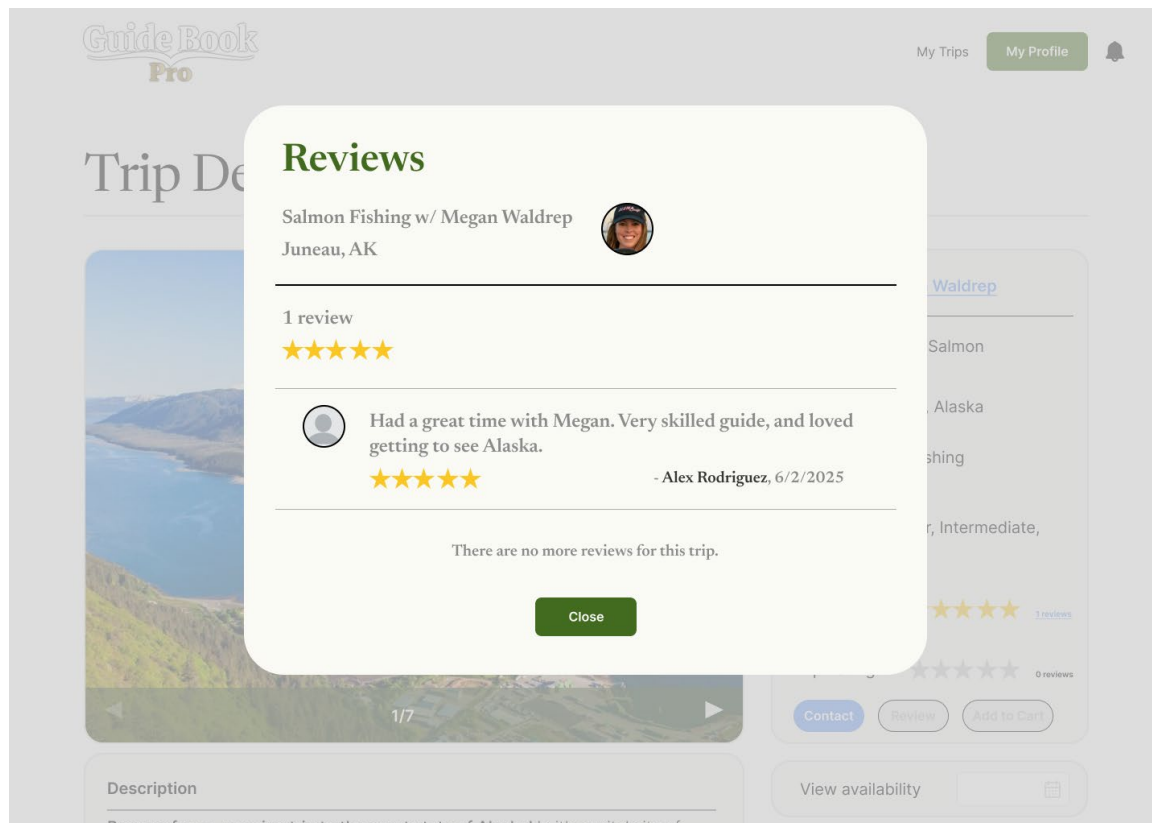 Guide Book
Pro
My Trips
My Profile
Trip De
Reviews
Salmon Fishing w/ Megan Waldrep
Juneau, AK
1 review
Had a great time with Megan. Very skilled guide, and loved
getting to see Alaska.
- Alex Rodriguez, 6/2/2025
There are no more reviews for this trip.
Close
Waldrep
Salmon
, Alaska
shing
r, Intermediate,
1 reviews
0 reviews
1/7
Contact
Review
Add to Cart
Description
View availability